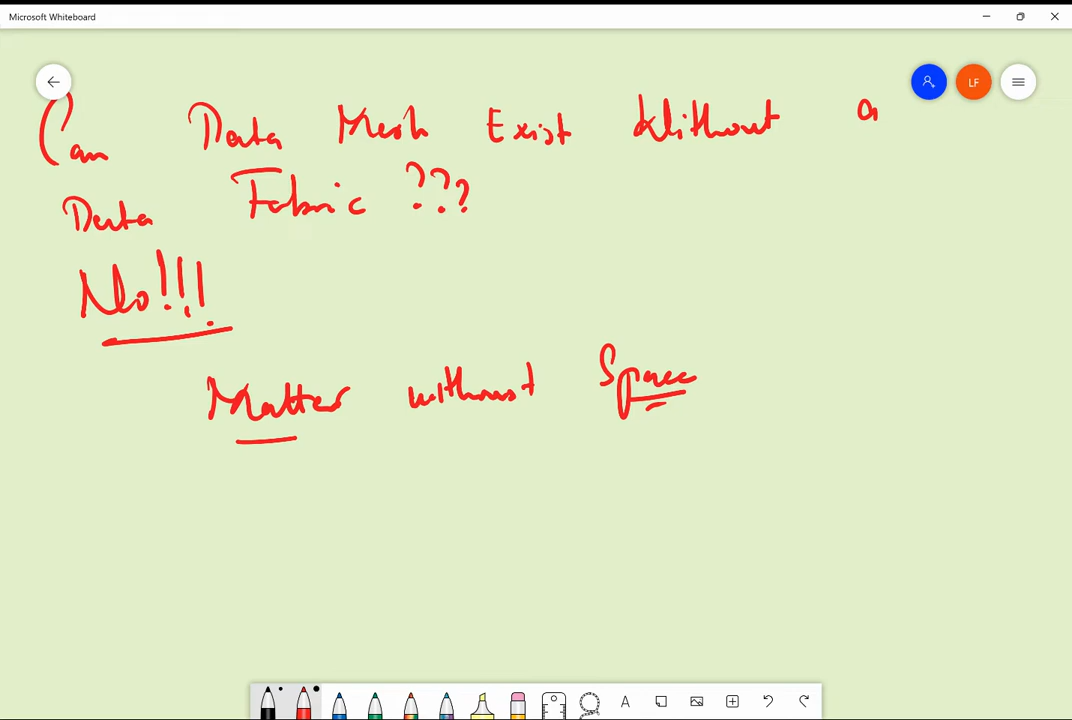 Microsoft Whiteboard
LF
Can Data Mesh Exist Without a
Data Fabric ???
No!!!
Matter without Space
A